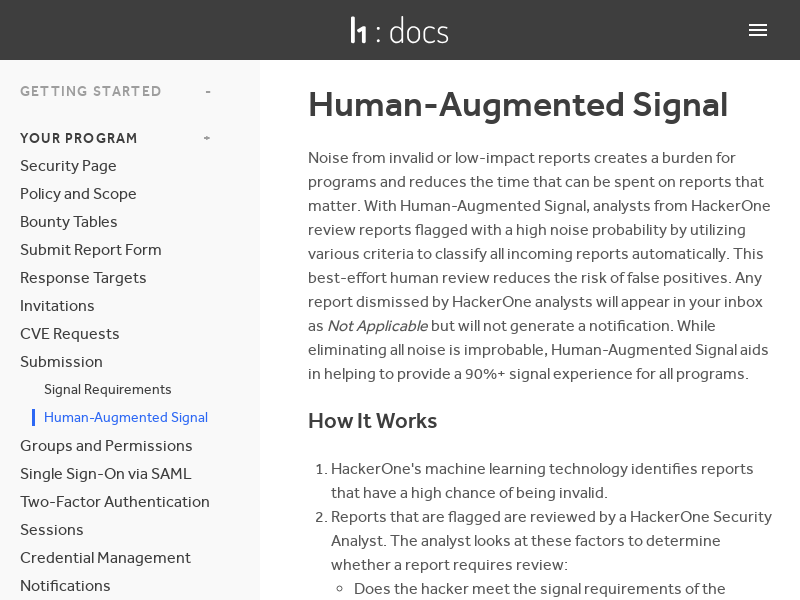 h1 : docs
GETTING STARTED -
YOUR PROGRAM +
Security Page
Policy and Scope
Bounty Tables
Submit Report Form
Response Targets
Invitations
CVE Requests
Submission
Signal Requirements
Human-Augmented Signal
Groups and Permissions
Single Sign-On via SAML
Two-Factor Authentication
Sessions
Credential Management
Notifications
Human-Augmented Signal
Noise from invalid or low-impact reports creates a burden for
programs and reduces the time that can be spent on reports that
matter. With Human-Augmented Signal, analysts from HackerOne
review reports flagged with a high noise probability by utilizing
various criteria to classify all incoming reports automatically. This
best-effort human review reduces the risk of false positives. Any
report dismissed by HackerOne analysts will appear in your inbox
as Not Applicable but will not generate a notification. While
eliminating all noise is improbable, Human-Augmented Signal aids
in helping to provide a 90%+ signal experience for all programs.
How It Works
1. HackerOne's machine learning technology identifies reports
that have a high chance of being invalid.
2. Reports that are flagged are reviewed by a HackerOne Security
Analyst. The analyst looks at these factors to determine
whether a report requires review:
◦ Does the hacker meet the signal requirements of the